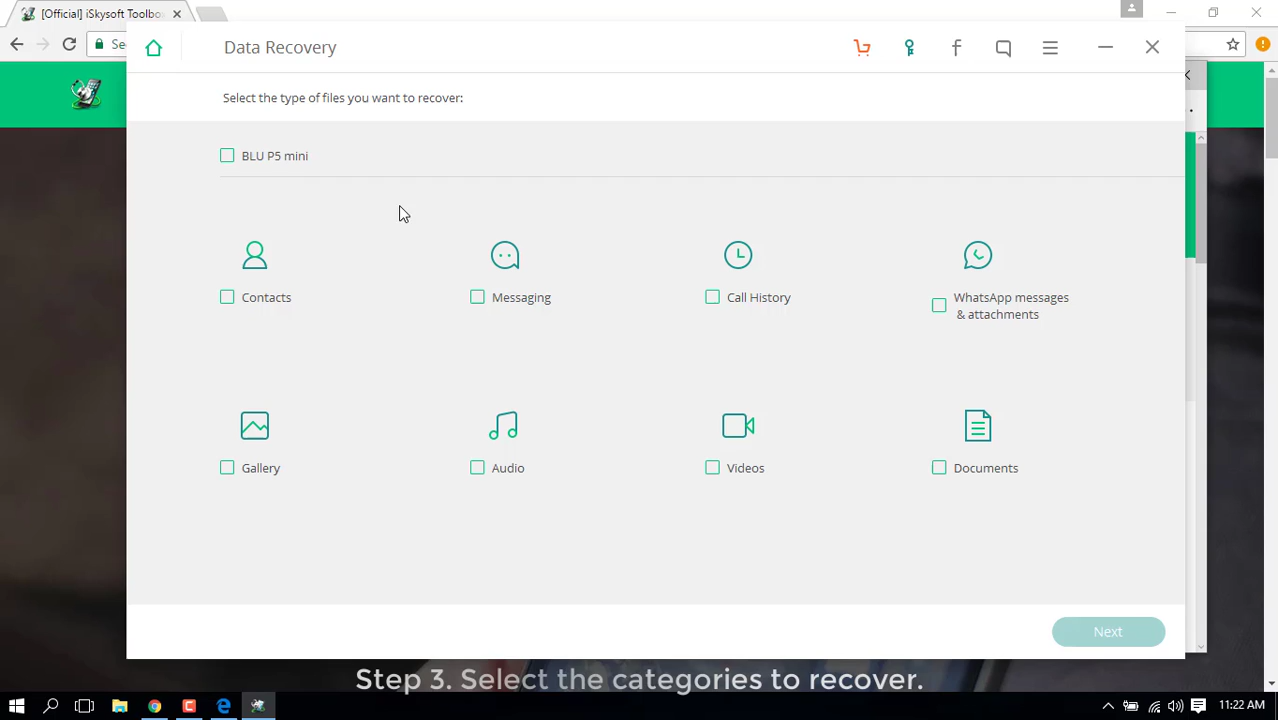 [Official] iSkysoft Toolbox
Data Recovery
Select the type of files you want to recover:
BLU P5 mini
Contacts
Messaging
Call History
WhatsApp messages
& attachments
Gallery
Audio
Videos
Documents
Next
Step 3. Select the categories to recover.
11:22 AM